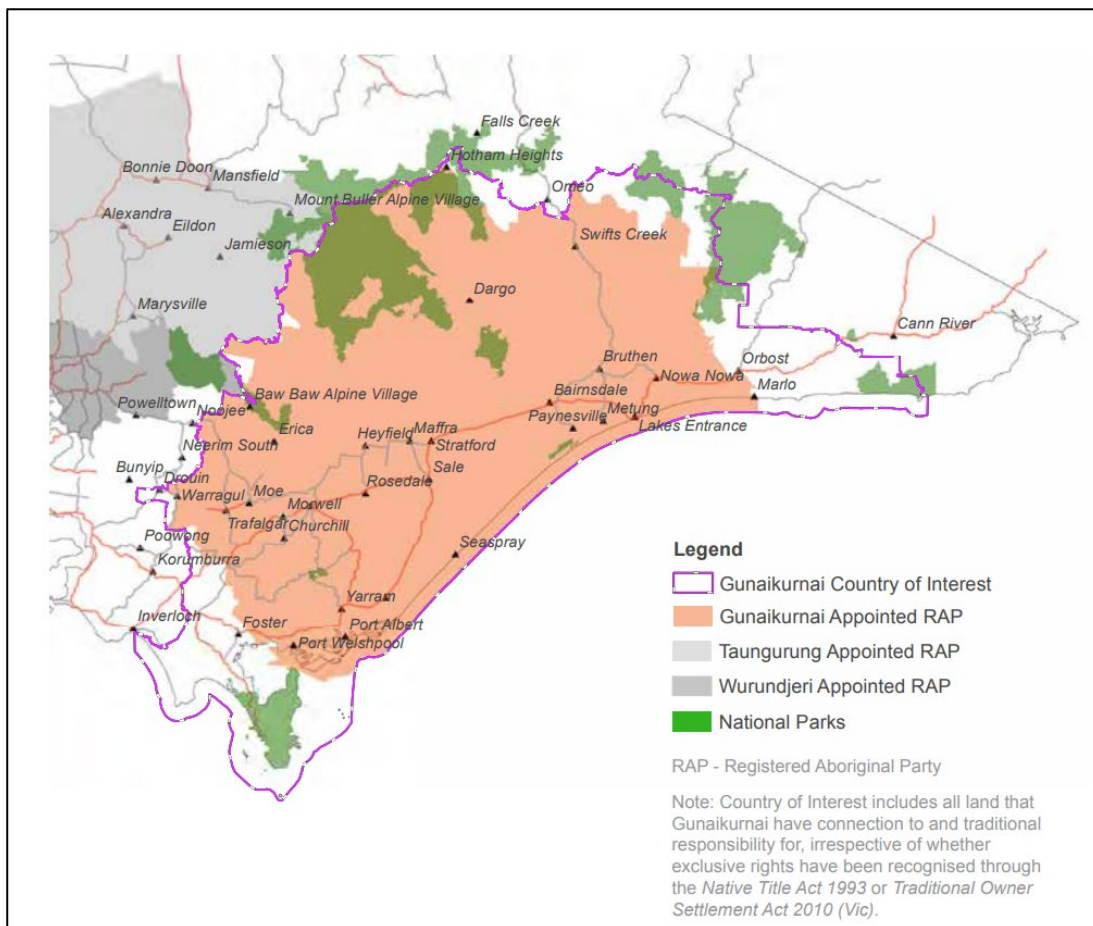 Falls Creek
Hotham Heights
Bonnie Doon
Mansfield
Omeo
Mount Buller Alpine Village
Alexandra
Eildon
Swifts Creek
Jamieson
Dargo
Marysville
Cann River
Bruthen
Orbost
Nowa Nowa
Baw Baw Alpine Village
Bairnsdale
Marlo
Powelltown
Noojee
Paynesville
Metung
Lakes Entrance
Erica
Heyfield
Maffra
Stratford
Neerim South
Bunyip
Drouin
Sale
Warragul
Moe
Rosedale
Morwell
Trafalgar
Churchill
Poowong
Seaspray
Korumburra
Yarram
Inverloch
Foster
Port Albert
Port Welshpool
Legend
Gunaikurnai Country of Interest
Gunaikurnai Appointed RAP
Taungurung Appointed RAP
Wurundjeri Appointed RAP
National Parks
RAP - Registered Aboriginal Party
Note: Country of Interest includes all land that
Gunaikurnai have connection to and traditional
responsibility for, irrespective of whether
exclusive rights have been recognised through
the Native Title Act 1993 or Traditional Owner
Settlement Act 2010 (Vic).